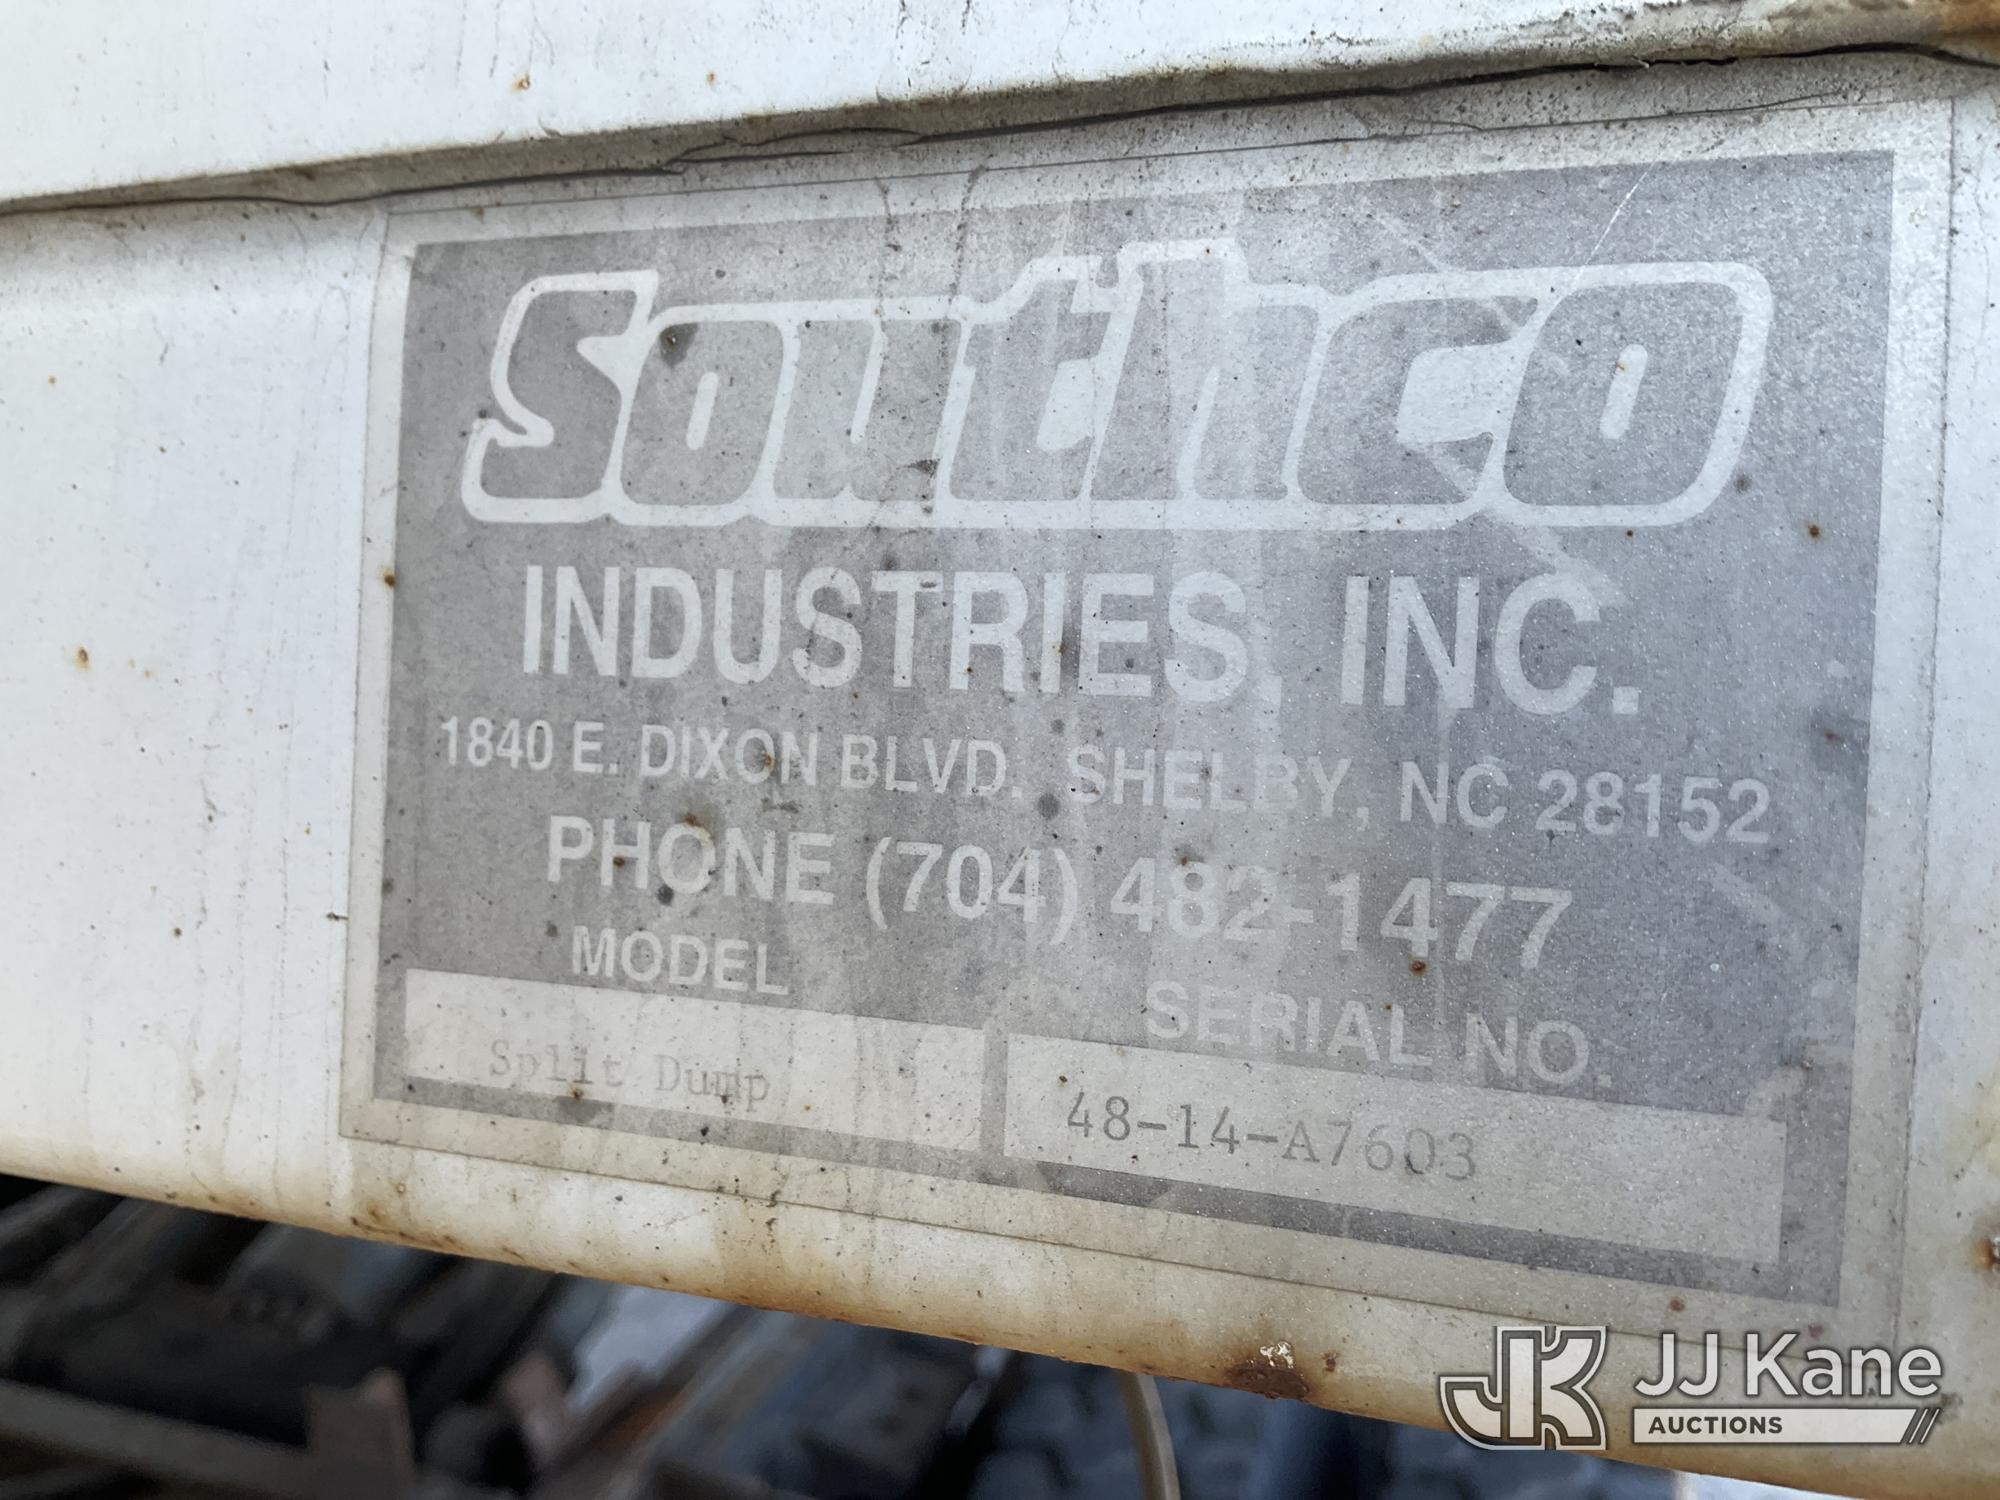 Southco
INDUSTRIES, INC.
1840 E. DIXON BLVD. SHELBY, NC 28152
PHONE (704) 482-1477
MODEL SERIAL NO.
Split Dump 48-14-A7603
JK JJ Kane
AUCTIONS